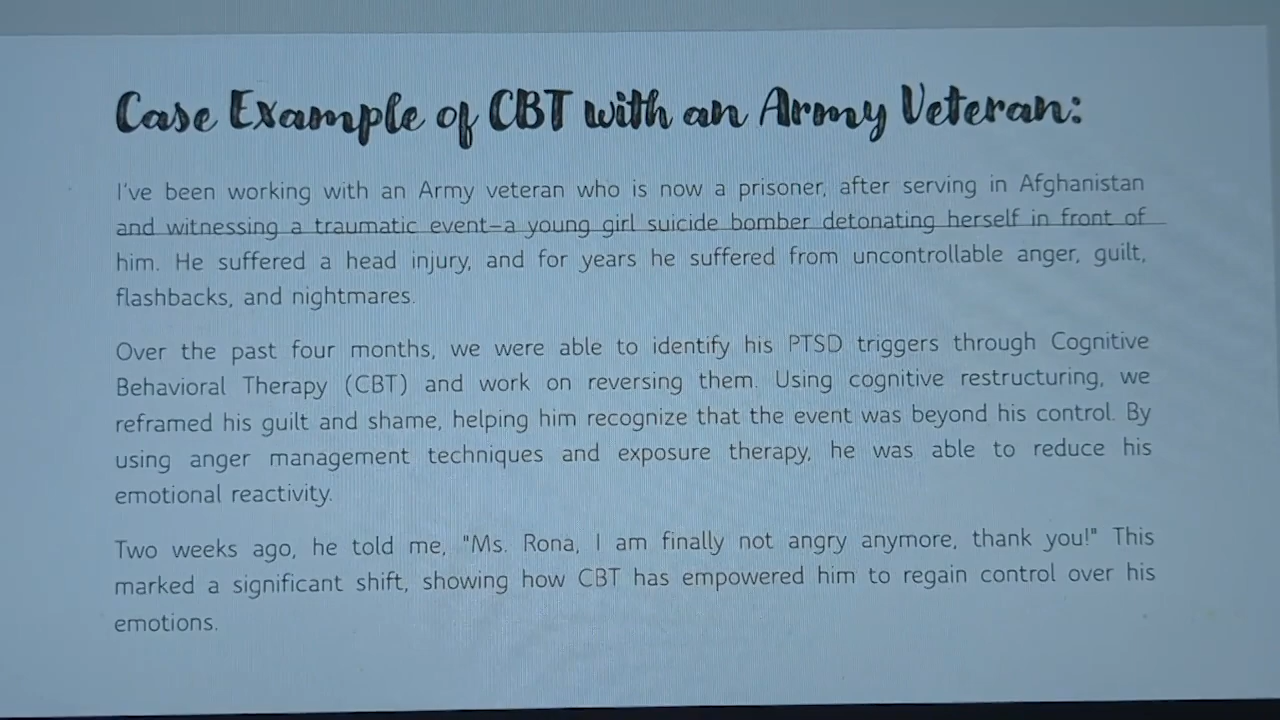 Case Example of CBT with an Army Veteran:
I've been working with an Army veteran who is now a prisoner, after serving in Afghanistan
and witnessing a traumatic event–a young girl suicide bomber detonating herself in front of
him. He suffered a head injury, and for years he suffered from uncontrollable anger, guilt,
flashbacks, and nightmares.
Over the past four months, we were able to identify his PTSD triggers through Cognitive
Behavioral Therapy (CBT) and work on reversing them. Using cognitive restructuring, we
reframed his guilt and shame, helping him recognize that the event was beyond his control. By
using anger management techniques and exposure therapy, he was able to reduce his
emotional reactivity.
Two weeks ago, he told me, "Ms. Rona, I am finally not angry anymore, thank you!" This
marked a significant shift, showing how CBT has empowered him to regain control over his
emotions.